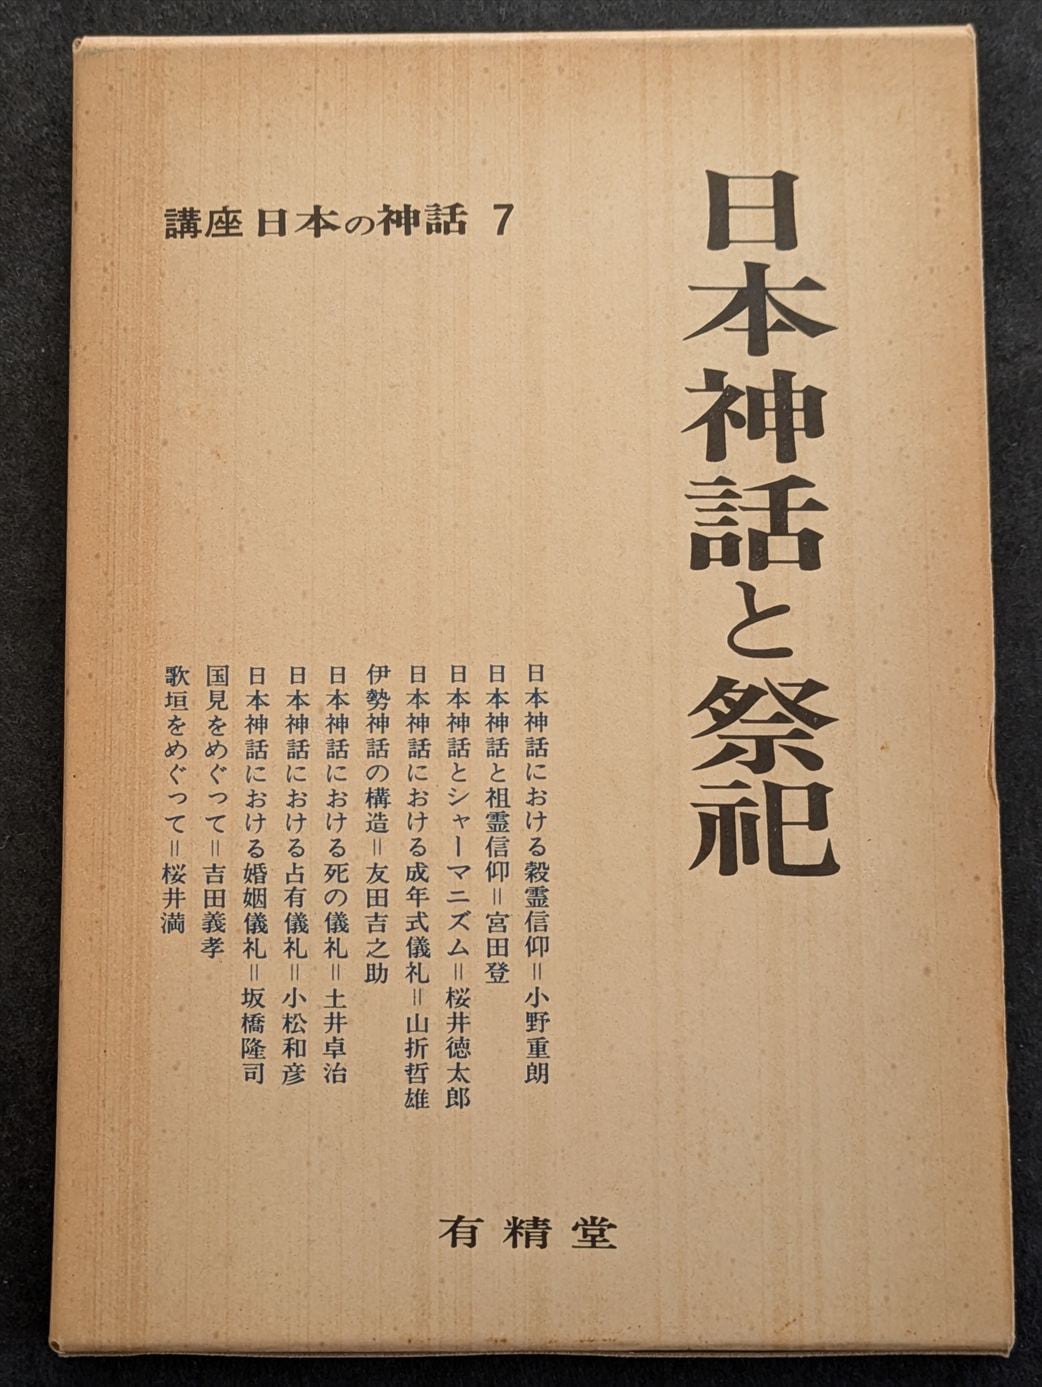 日本神話と祭祀
講座 日本の神話 7
日本神話における穀霊信仰＝小野重朗
日本神話と祖霊信仰＝宮田登
日本神話とシャーマニズム＝桜井徳太郎
日本神話における成年式儀礼＝山折哲雄
伊勢神話の構造＝友田吉之助
日本神話における死の儀礼＝土井卓治
日本神話における占有儀礼＝小松和彦
日本神話における婚姻儀礼＝坂橋隆司
国見をめぐって＝吉田義孝
歌垣をめぐって＝桜井満
有精堂